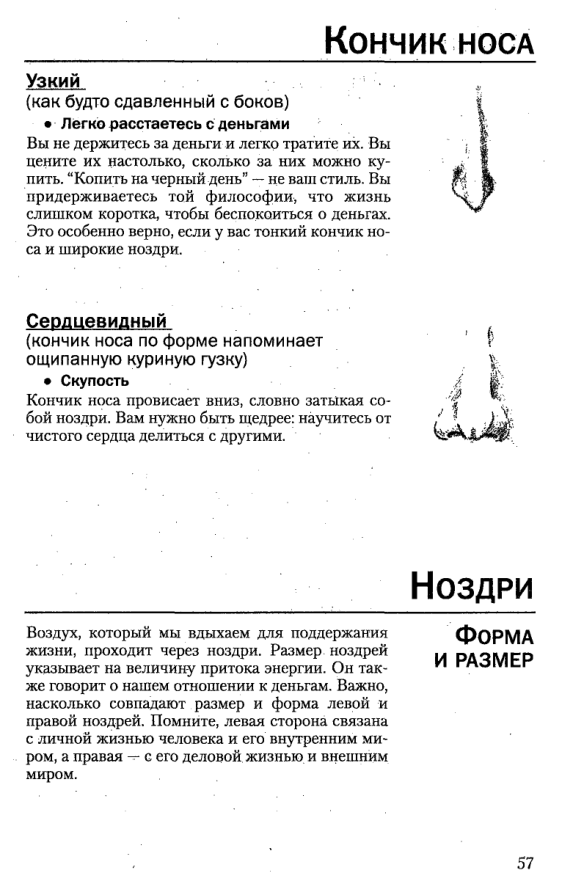 Кончик носа
Узкий
(как будто сдавленный с боков)
• Легко расстаетесь с деньгами
Вы не держитесь за деньги и легко тратите их. Вы
цените их настолько, сколько за них можно ку-
пить. “Копить на черный день” — не ваш стиль. Вы
придерживаетесь той философии, что жизнь
слишком коротка, чтобы беспокоиться о деньгах.
Это особенно верно, если у вас тонкий кончик но-
са и широкие ноздри.
Сердцевидный
(кончик носа по форме напоминает
ощипанную куриную гузку)
• Скупость
Кончик носа провисает вниз, словно затыкая со-
бой ноздри. Вам нужно быть щедрее: научитесь от
чистого сердца делиться с другими.
Ноздри
Форма
и размер
Воздух, который мы вдыхаем для поддержания
жизни, проходит через ноздри. Размер ноздрей
указывает на величину притока энергии. Он так-
же говорит о нашем отношении к деньгам. Важно,
насколько совпадают размер и форма левой и
правой ноздрей. Помните, левая сторона связана
с личной жизнью человека и его внутренним ми-
ром, а правая — с его деловой жизнью и внешним
миром.
57